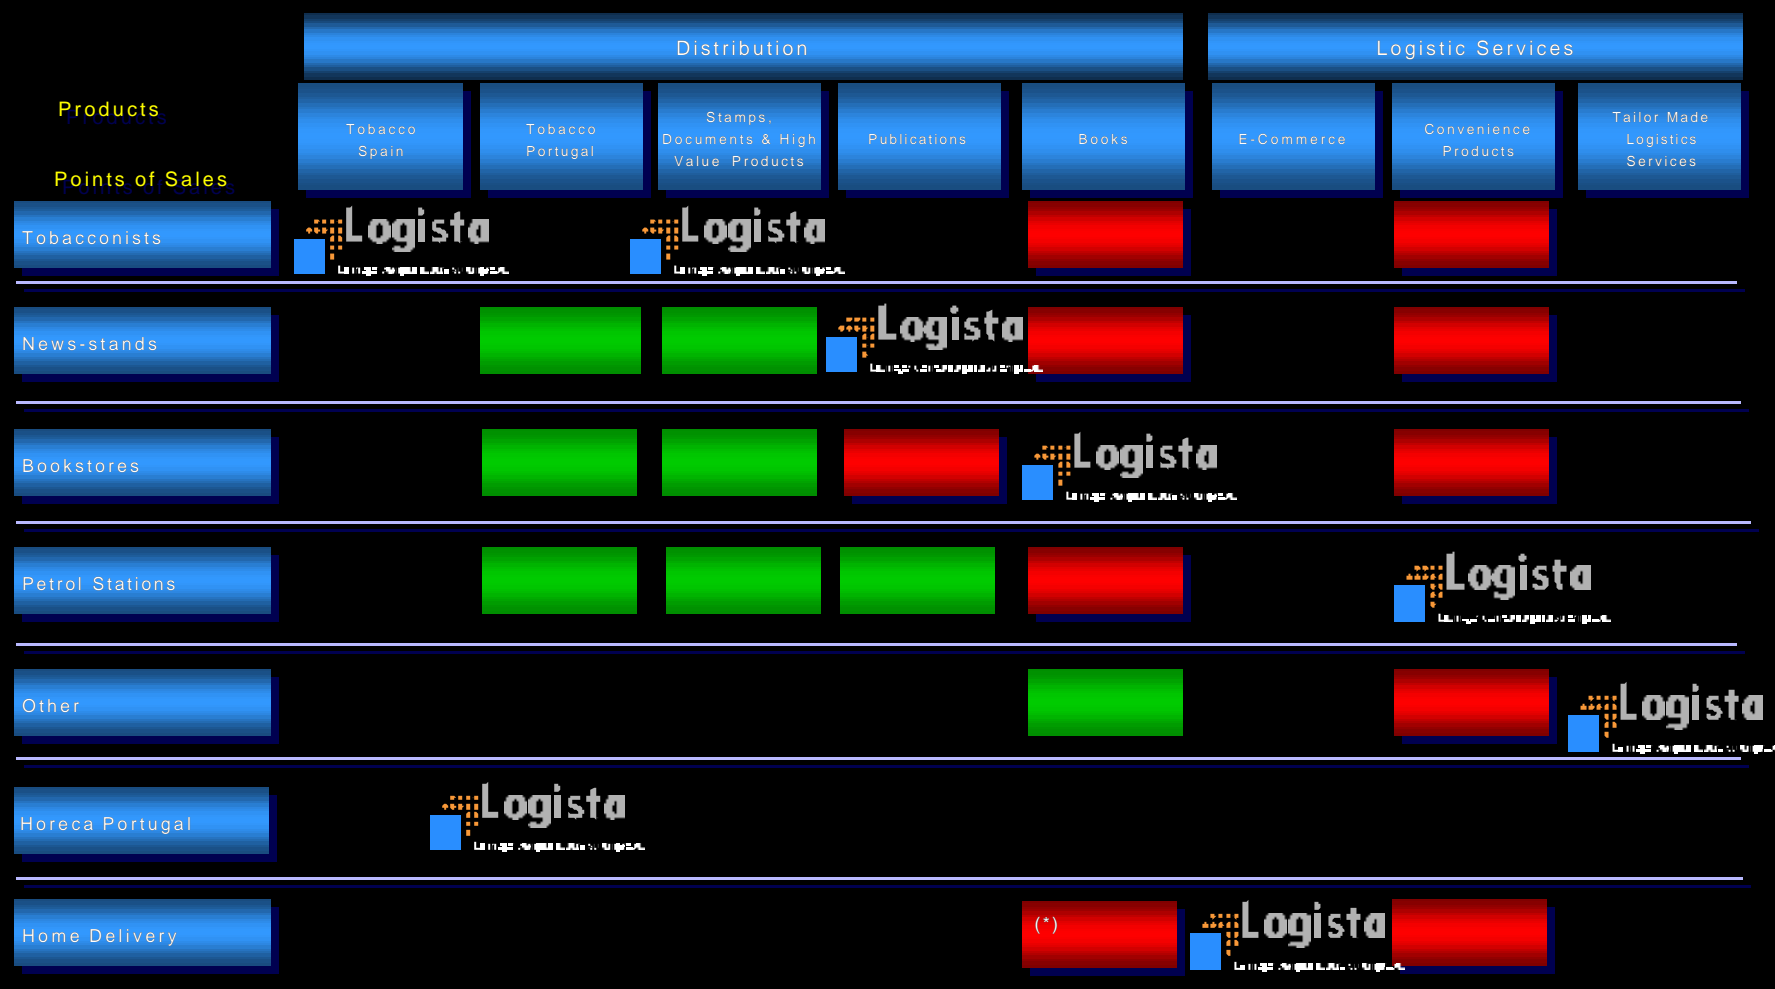 Distribution
Logistic Services
Products
Points of Sales
Tobacco
Spain
Tobacco
Portugal
Stamps,
Documents & High
Value Products
Publications
Books
E-Commerce
Convenience
Products
Tailor Made
Logistics
Services
Tobacconists
Logista
Logista
News-stands
Logista
Bookstores
Logista
Petrol Stations
Logista
Other
Logista
Horeca Portugal
Logista
Home Delivery
(*)
Logista